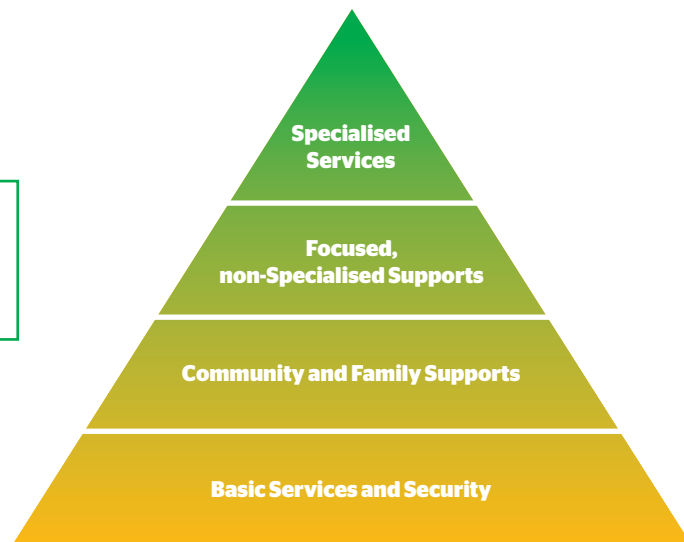 Specialised
Services
Focused,
non-Specialised Supports
Community and Family Supports
Basic Services and Security